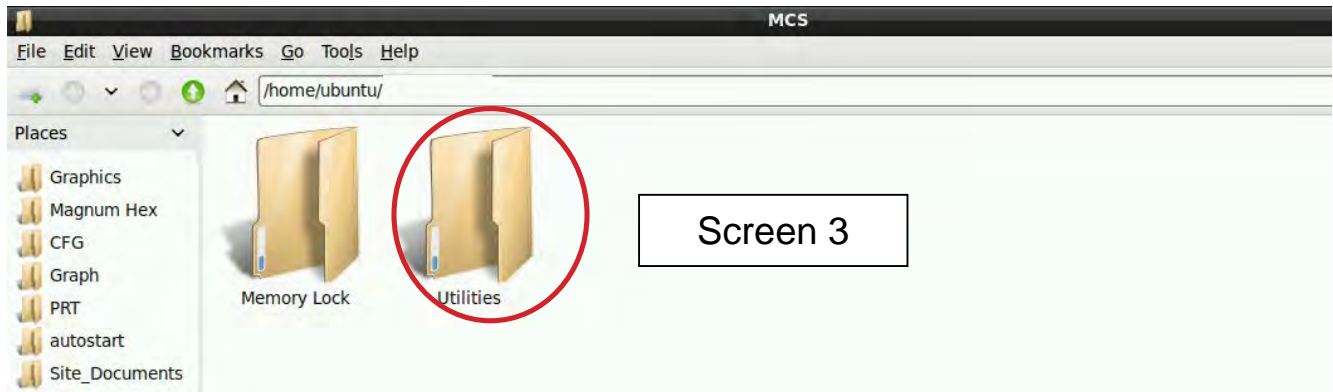 MCS
File Edit View Bookmarks Go Tools Help
/home/ubuntu/
Places
Graphics
Magnum Hex
CFG
Graph
PRT
autostart
Site_Documents
Memory Lock
Utilities
Screen 3